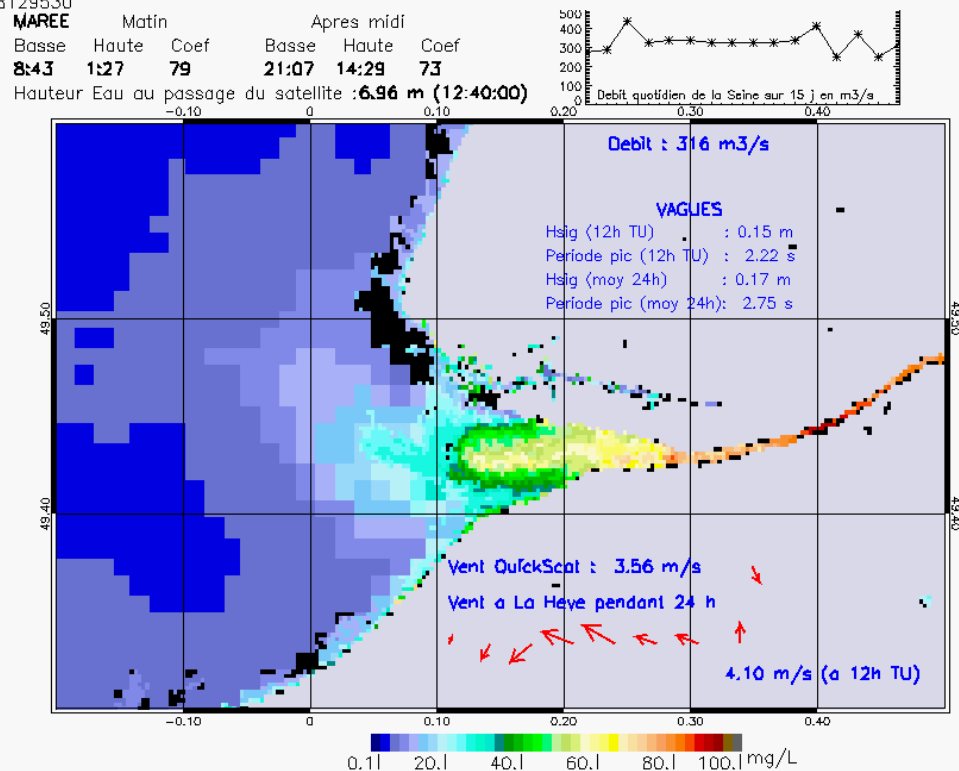 MAREE Matin Apres midi
Basse Haute Coef Basse Haute Coef
8:43 1:27 79 21:07 14:29 73
Hauteur Eau au passage du satellite :6.96 m (12:40:00)
500
400
300
200
100
0
Debit quotidien de la Seine sur 15 j en m3/s
-0.10 0 0.10 0.20 0.30 0.40
Debit : 316 m3/s
VAGUES
Hsig (12h TU) : 0.15 m
Periode pic (12h TU) : 2.22 s
Hsig (moy 24h) : 0.17 m
Periode pic (moy 24h): 2.75 s
49.50 49.50
49.40 49.40
Vent QuickScat : 3.56 m/s
Vent a La Heve pendant 24 h
4.10 m/s (a 12h TU)
-0.10 0 0.10 0.20 0.30 0.40
0.1| 20.| 40.| 60.| 80.| 100.| mg/L